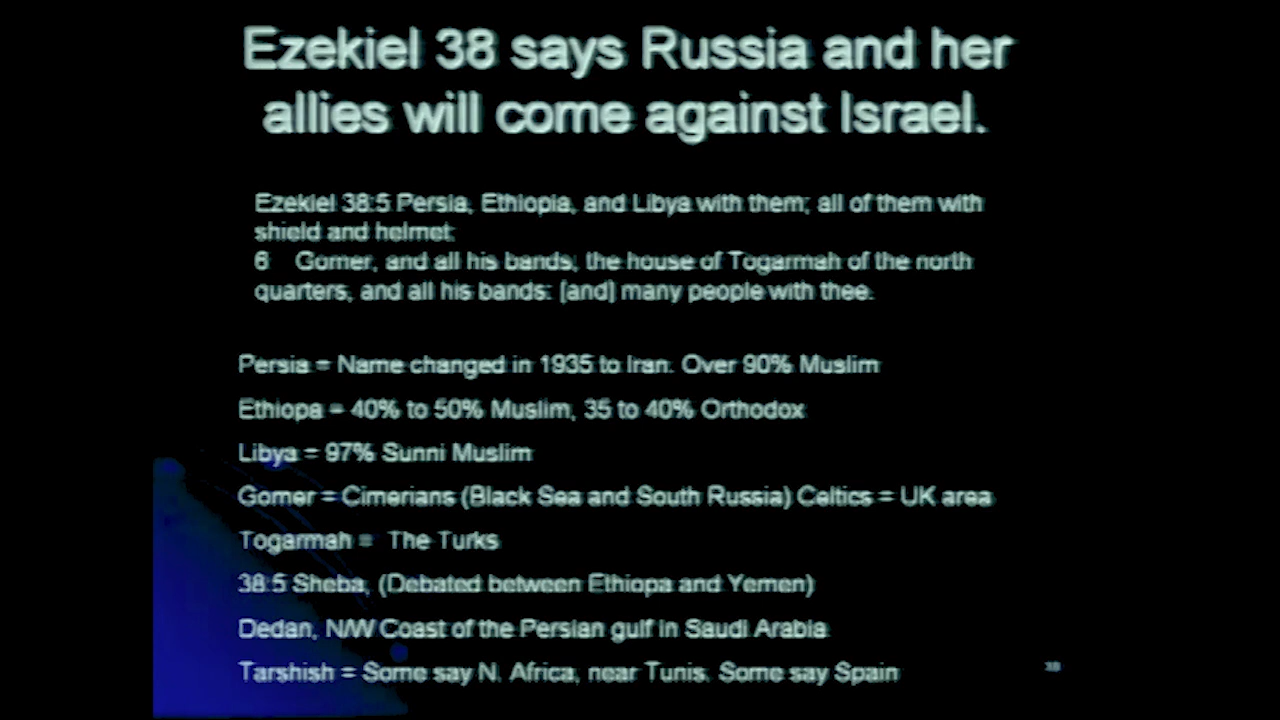 Ezekiel 38 says Russia and her
allies will come against Israel.
Ezekiel 38:5 Persia, Ethiopia, and Libya with them; all of them with
shield and helmet:
6 Gomer, and all his bands; the house of Togarmah of the north
quarters, and all his bands: [and] many people with thee.
Persia = Name changed in 1935 to Iran. Over 90% Muslim
Ethiopa = 40% to 50% Muslim, 35 to 40% Orthodox
Libya = 97% Sunni Muslim
Gomer = Cimerians (Black Sea and South Russia) Celtics = UK area
Togarmah = The Turks
38:5 Sheba, (Debated between Ethiopa and Yemen)
Dedan, N/W Coast of the Persian gulf in Saudi Arabia
Tarshish = Some say N. Africa, near Tunis. Some say Spain